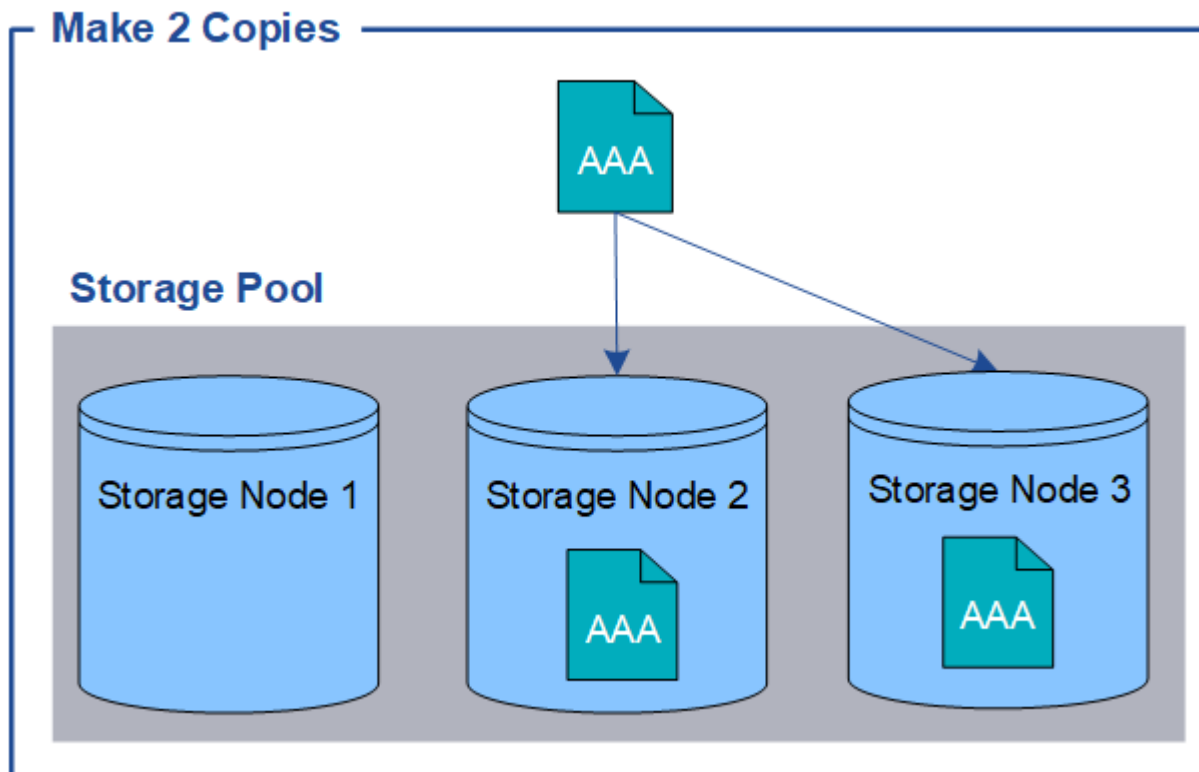 Make 2 Copies
AAA
Storage Pool
Storage Node 1
Storage Node 2
Storage Node 3
AAA
AAA